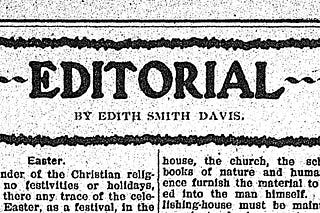 EDITORIAL
BY EDITH SMITH DAVIS.
Easter.
nder of the Christian relig-
no festivities or holidays,
there any trace of the cele-
Easter, as a festival, in the
house, the church, the sch
books of nature and huma
ence furnish the material to
ed into the man himself.
lishing-house must be main